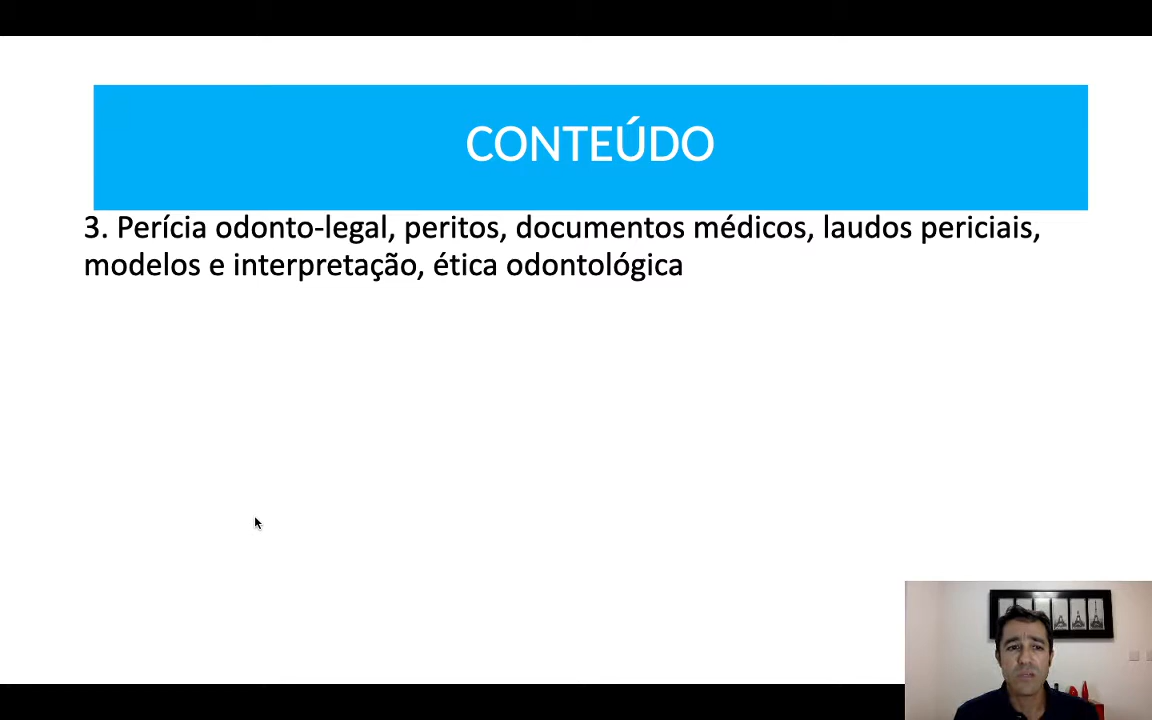 CONTEÚDO
3. Perícia odonto-legal, peritos, documentos médicos, laudos periciais,
modelos e interpretação, ética odontológica